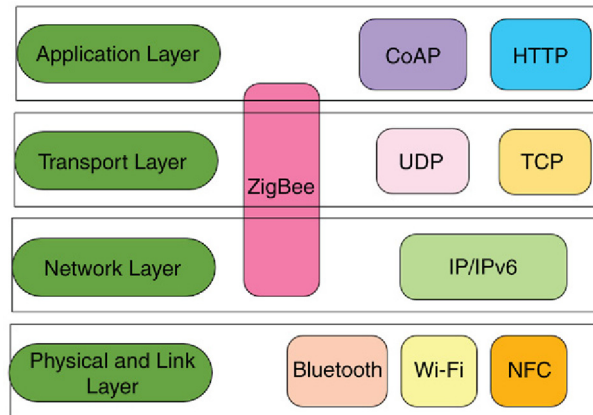 Application Layer
CoAP
HTTP
Transport Layer
ZigBee
UDP
TCP
Network Layer
IP/IPv6
Physical and Link
Layer
Bluetooth
Wi-Fi
NFC